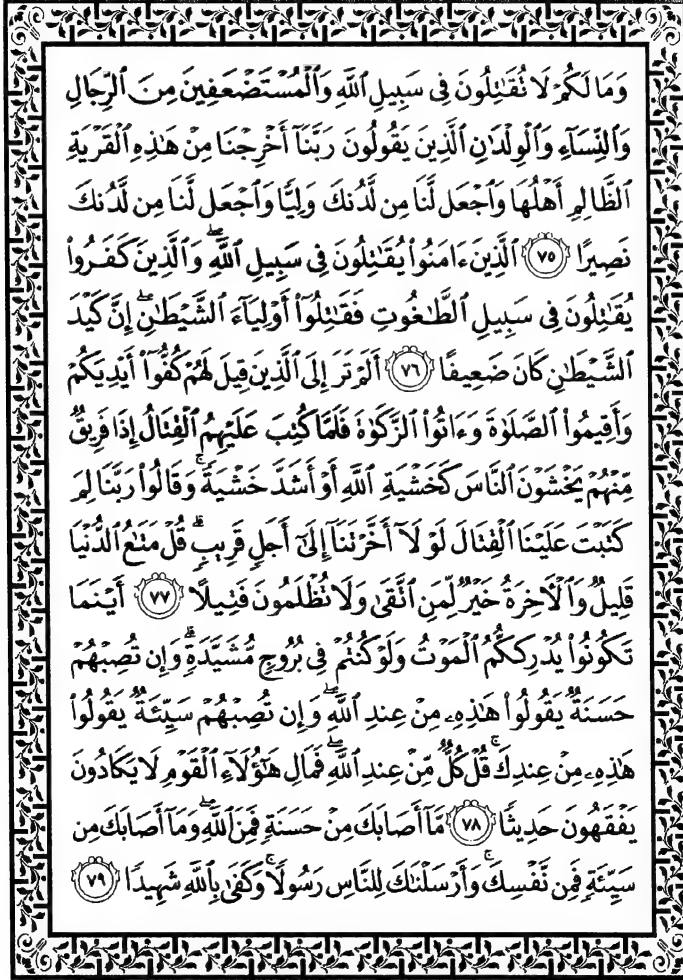 وَمَا لَكُمْ لَا تُقَٰتِلُونَ فِى سَبِيلِ ٱللَّهِ وَٱلْمُسْتَضْعَفِينَ مِنَ ٱلرِّجَالِ
وَٱلنِّسَآءِ وَٱلْوِلْدَٰنِ ٱلَّذِينَ يَقُولُونَ رَبَّنَآ أَخْرِجْنَا مِنْ هَٰذِهِ ٱلْقَرْيَةِ
ٱلظَّالِمِ أَهْلُهَا وَٱجْعَل لَّنَا مِن لَّدُنكَ وَلِيًّا وَٱجْعَل لَّنَا مِن لَّدُنكَ
نَصِيرًا ٧٥ ٱلَّذِينَ ءَامَنُوا۟ يُقَٰتِلُونَ فِى سَبِيلِ ٱللَّهِ ۖ وَٱلَّذِينَ كَفَرُوا۟
يُقَٰتِلُونَ فِى سَبِيلِ ٱلطَّٰغُوتِ فَقَٰتِلُوٓا۟ أَوْلِيَآءَ ٱلشَّيْطَٰنِ ۖ إِنَّ كَيْدَ
ٱلشَّيْطَٰنِ كَانَ ضَعِيفًا ٧٦ أَلَمْ تَرَ إِلَى ٱلَّذِينَ قِيلَ لَهُمْ كُفُّوٓا۟ أَيْدِيَكُمْ
وَأَقِيمُوا۟ ٱلصَّلَوٰةَ وَءَاتُوا۟ ٱلزَّكَوٰةَ فَلَمَّا كُتِبَ عَلَيْهِمُ ٱلْقِتَالُ إِذَا فَرِيقٌ
مِّنْهُمْ يَخْشَوْنَ ٱلنَّاسَ كَخَشْيَةِ ٱللَّهِ أَوْ أَشَدَّ خَشْيَةً ۚ وَقَالُوا۟ رَبَّنَا لِمَ
كَتَبْتَ عَلَيْنَا ٱلْقِتَالَ لَوْلَآ أَخَّرْتَنَآ إِلَىٰٓ أَجَلٍ قَرِيبٍ ۗ قُلْ مَتَٰعُ ٱلدُّنْيَا
قَلِيلٌ وَٱلْءَاخِرَةُ خَيْرٌ لِّمَنِ ٱتَّقَىٰ وَلَا تُظْلَمُونَ فَتِيلًا ٧٧ أَيْنَمَا
تَكُونُوا۟ يُدْرِككُّمُ ٱلْمَوْتُ وَلَوْ كُنتُمْ فِى بُرُوجٍ مُّشَيَّدَةٍ ۗ وَإِن تُصِبْهُمْ
حَسَنَةٌ يَقُولُوا۟ هَٰذِهِۦ مِنْ عِندِ ٱللَّهِ ۖ وَإِن تُصِبْهُمْ سَيِّئَةٌ يَقُولُوا۟
هَٰذِهِۦ مِنْ عِندِكَ ۚ قُلْ كُلٌّ مِّنْ عِندِ ٱللَّهِ ۖ فَمَالِ هَٰٓؤُلَآءِ ٱلْقَوْمِ لَا يَكَادُونَ
يَفْقَهُونَ حَدِيثًا ٧٨ مَّآ أَصَابَكَ مِنْ حَسَنَةٍ فَمِنَ ٱللَّهِ ۖ وَمَآ أَصَابَكَ مِن
سَيِّئَةٍ فَمِن نَّفْسِكَ ۚ وَأَرْسَلْنَٰكَ لِلنَّاسِ رَسُولًا ۚ وَكَفَىٰ بِٱللَّهِ شَهِيدًا ٧٩